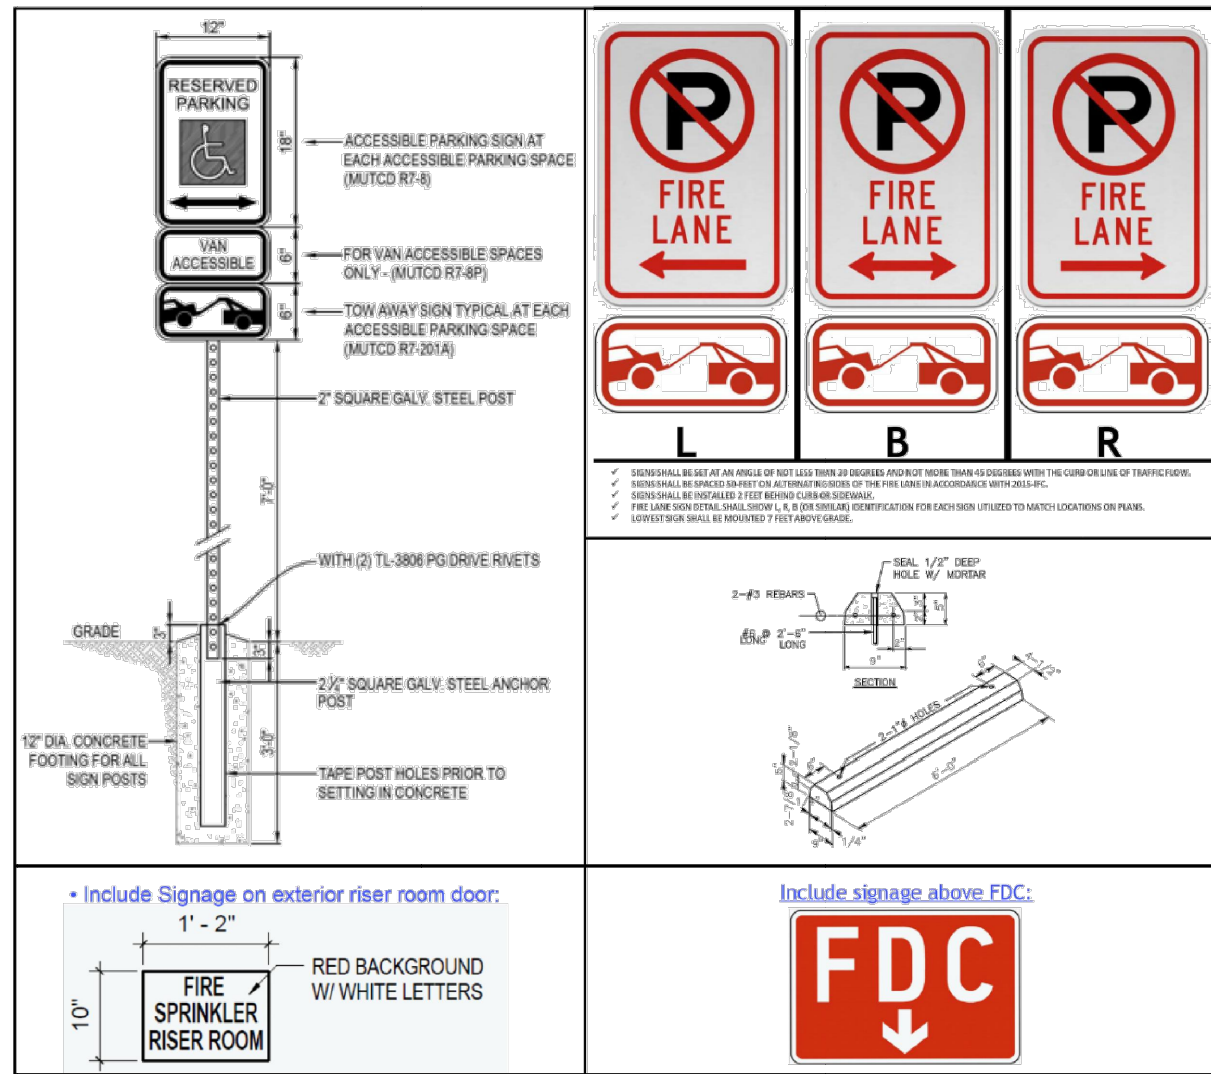 12"
RESERVED
PARKING
18"
ACCESSIBLE PARKING SIGN AT
EACH ACCESSIBLE PARKING SPACE
(MUTCD R7-8)
VAN
ACCESSIBLE
6"
FOR VAN ACCESSIBLE SPACES
ONLY - (MUTCD R7-8P)
6"
TOW AWAY SIGN TYPICAL AT EACH
ACCESSIBLE PARKING SPACE
(MUTCD R7-201A)
2" SQUARE GALV. STEEL POST
7'-0"
WITH (2) TL-3806 PG DRIVE RIVETS
GRADE
3"
3"
2 ¼" SQUARE GALV. STEEL ANCHOR
POST
12" DIA. CONCRETE
FOOTING FOR ALL
SIGN POSTS
3'-0"
TAPE POST HOLES PRIOR TO
SETTING IN CONCRETE
P
FIRE
LANE
L
P
FIRE
LANE
B
P
FIRE
LANE
R
✓ SIGNS SHALL BE SET AT AN ANGLE OF NOT LESS THAN 30 DEGREES AND NOT MORE THAN 45 DEGREES WITH THE CURB OR LINE OF TRAFFIC FLOW.
✓ SIGNS SHALL BE SPACED 50-FEET ON ALTERNATING SIDES OF THE FIRE LANE IN ACCORDANCE WITH 2015-IFC.
✓ SIGNS SHALL BE INSTALLED 2 FEET BEHIND CURB OR SIDEWALK.
✓ FIRE LANE SIGN DETAIL SHALL SHOW L, R, B (OR SIMILAR) IDENTIFICATION FOR EACH SIGN UTILIZED TO MATCH LOCATIONS ON PLANS.
✓ LOWEST SIGN SHALL BE MOUNTED 7 FEET ABOVE GRADE.
SEAL 1/2" DEEP
HOLE W/ MORTAR
2-#3 REBARS
3"
5"
2"
#6 @ 2'-6"
LONG
LONG
2"
9"
SECTION
6"
4-1/2"
2-1"Ø HOLES
6'-0"
2-1/8"
5"
6"
2-7/8"
1"
9"
1/4"
• Include Signage on exterior riser room door:
1' - 2"
10"
FIRE
SPRINKLER
RISER ROOM
RED BACKGROUND
W/ WHITE LETTERS
Include signage above FDC:
FDC